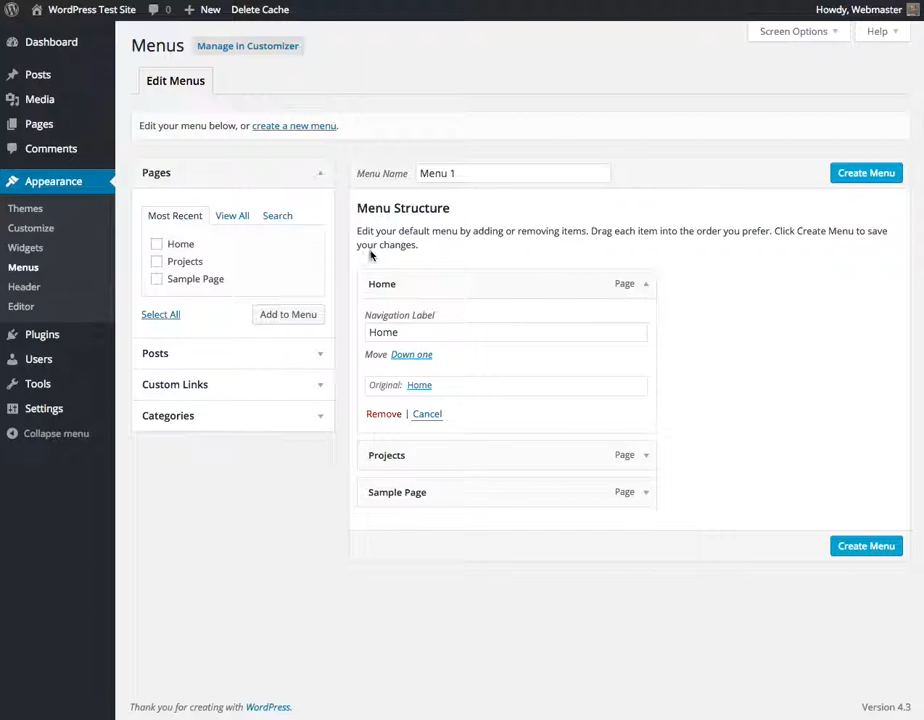 WordPress Test Site 0 New Delete Cache Howdy, Webmaster
Dashboard
Posts
Media
Pages
Comments
Appearance
Themes
Customize
Widgets
Menus
Header
Editor
Plugins
Users
Tools
Settings
Collapse menu
Menus Manage in Customizer
Screen Options Help
Edit Menus
Edit your menu below, or create a new menu.
Pages
Most Recent View All Search
Home
Projects
Sample Page
Select All Add to Menu
Posts
Custom Links
Categories
Menu Name Menu 1 Create Menu
Menu Structure
Edit your default menu by adding or removing items. Drag each item into the order you prefer. Click Create Menu to save
your changes.
Home Page
Navigation Label
Home
Move Down one
Original: Home
Remove | Cancel
Projects Page
Sample Page Page
Create Menu
Thank you for creating with WordPress. Version 4.3